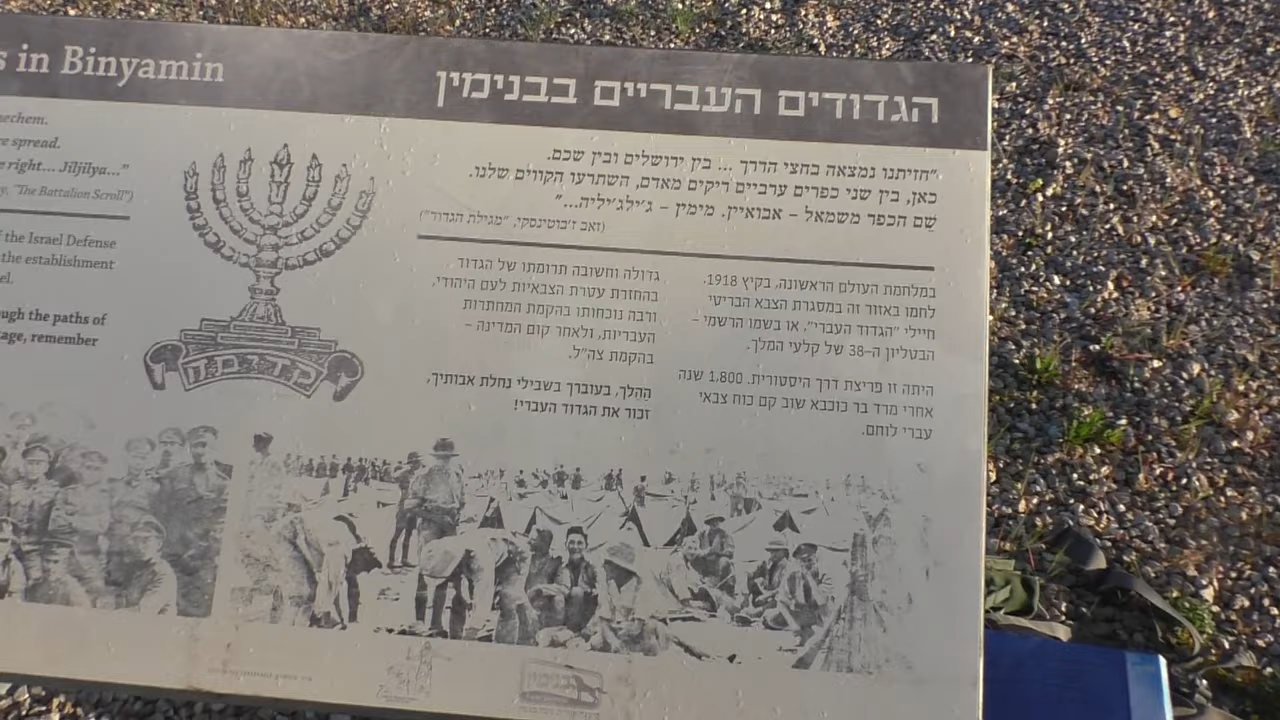 s in Binyamin
הגדודים העבריים בבנימין
echem.
re spread.
e right... Jiljilya..."
y, "The Battalion Scroll")
f the Israel Defense
the establishment
el.
ough the paths of
tage, remember
קדימה
"חזיתנו נמצאה בחצי הדרך ... בין ירושלים ובין שכם.
כאן, בין שני כפרים ערביים ריקים מאדם, השתרעו הקווים שלנו.
שֵם הכפר משמאל – אבואיין. מימין – ג'ילג'יליה..."
(זאב ז'בוטינסקי, "מגילת הגדוד")
במלחמת העולם הראשונה, בקיץ 1918,
לחמו באזור זה במסגרת הצבא הבריטי
חיילי "הגדוד העברי", או בשמו הרשמי –
הבטליון ה-38 של קלעי המלך.
היתה זו פריצת דרך היסטורית. 1,800 שנה
אחרי מרד בר כוכבא שוב קם כוח צבאי
עברי לוחם.
גדולה וחשובה תרומתו של הגדוד
בהחזרת עטרת הצבאיות לעם היהודי,
ורבה נוכחותו בהקמת המחתרות
העבריות, ולאחר קום המדינה –
בהקמת צה"ל.
הַהֵלֶך, בעוברך בשבילי נחלת אבותיך,
זכור את הגדוד העברי!
בנימין